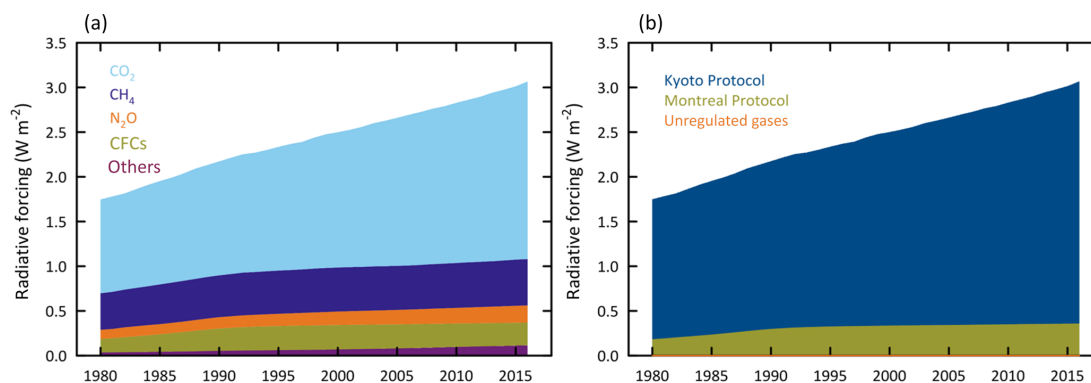 (a)
Radiative forcing (W m⁻²)
3.5
3.0
2.5
2.0
1.5
1.0
0.5
0.0
CO₂
CH₄
N₂O
CFCs
Others
1980 1985 1990 1995 2000 2005 2010 2015
(b)
Radiative forcing (W m⁻²)
3.5
3.0
2.5
2.0
1.5
1.0
0.5
0.0
Kyoto Protocol
Montreal Protocol
Unregulated gases
1980 1985 1990 1995 2000 2005 2010 2015